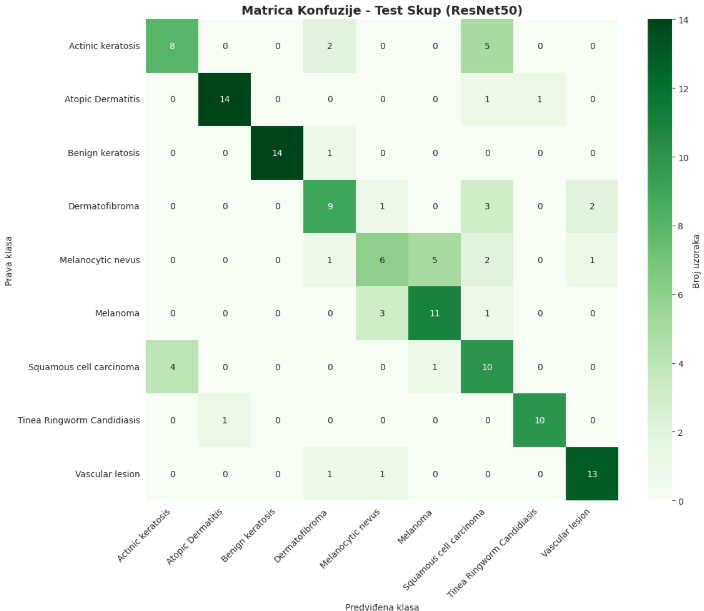 Matrica Konfuzije - Test Skup (ResNet50)
Prava klasa
Actinic keratosis 8 0 0 2 0 0 5 0 0
Atopic Dermatitis 0 14 0 0 0 0 1 1 0
Benign keratosis 0 0 14 1 0 0 0 0 0
Dermatofibroma 0 0 0 9 1 0 3 0 2
Melanocytic nevus 0 0 0 1 6 5 2 0 1
Melanoma 0 0 0 0 3 11 1 0 0
Squamous cell carcinoma 4 0 0 0 0 1 10 0 0
Tinea Ringworm Candidiasis 0 1 0 0 0 0 0 10 0
Vascular lesion 0 0 0 1 1 0 0 0 13
Actinic keratosis
Atopic Dermatitis
Benign keratosis
Dermatofibroma
Melanocytic nevus
Melanoma
Squamous cell carcinoma
Tinea Ringworm Candidiasis
Vascular lesion
Predviđena klasa
14
12
10
8
6
4
2
0
Broj uzoraka